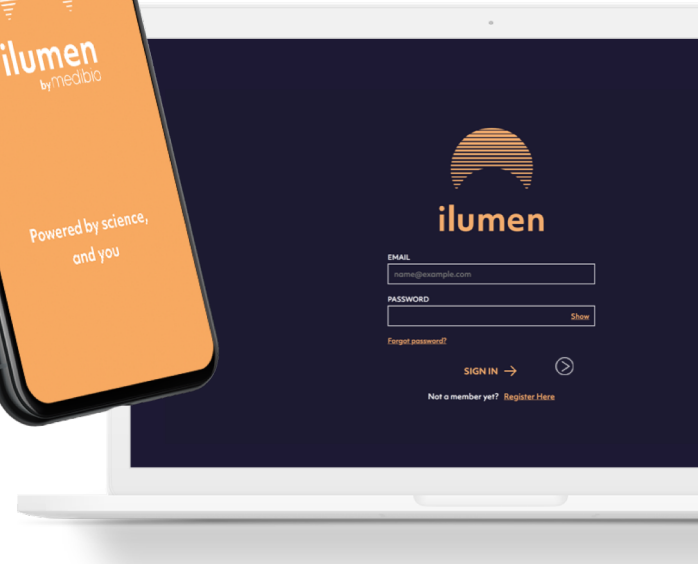 ilumen
by medibio
Powered by science,
and you
ilumen
EMAIL
name@example.com
PASSWORD
Show
Forgot password?
SIGN IN
Not a member yet? Register Here